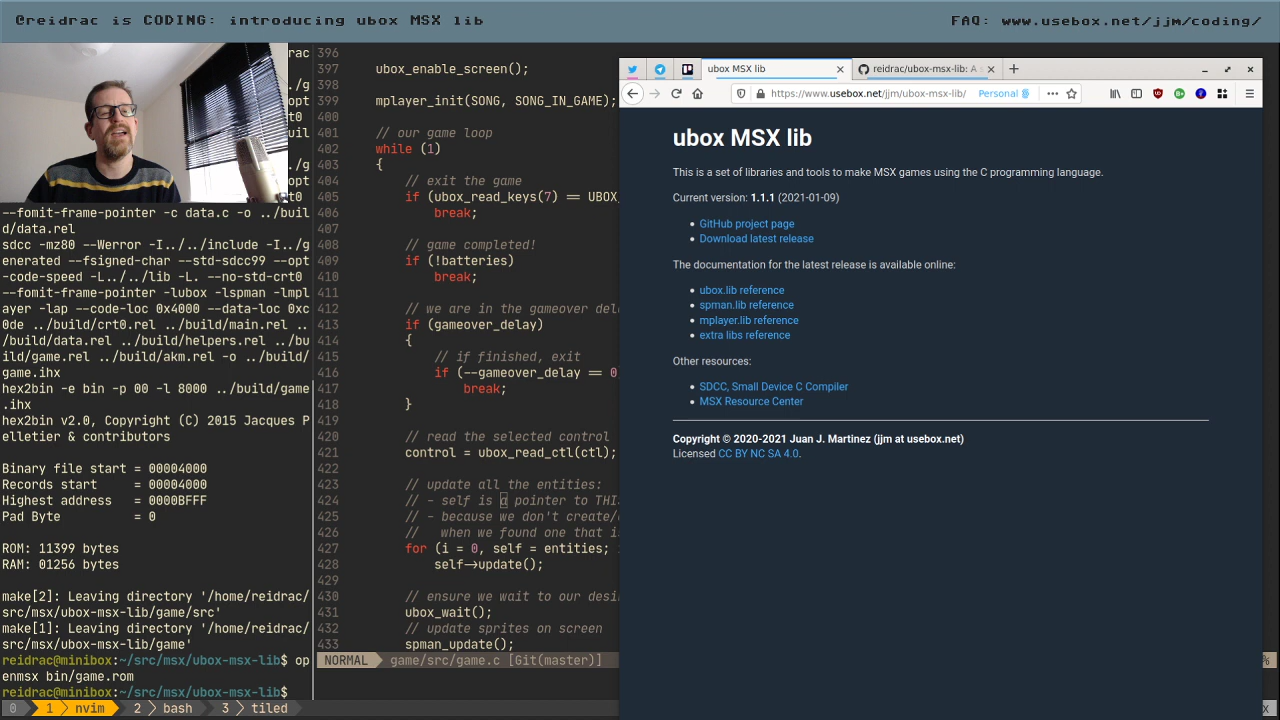 @reidrac is CODING: introducing ubox MSX lib
FAQ: www.usebox.net/jjm/coding/
rac
--fomit-frame-pointer -c data.c -o ../buil
d/data.rel
sdcc -mz80 --Werror -I../../include -I../g
enerated --fsigned-char --std-sdcc99 --opt
-code-speed -L../../lib -L. --no-std-crt0
--fomit-frame-pointer -lubox -lspman -lmpl
ayer -lap --code-loc 0x4000 --data-loc 0xc
0de ../build/crt0.rel ../build/main.rel ..
/build/data.rel ../build/helpers.rel ../bu
ild/game.rel ../build/akm.rel -o ../build/
game.ihx
hex2bin -e bin -p 00 -l 8000 ../build/game
.ihx
hex2bin v2.0, Copyright (C) 2015 Jacques P
elletier & contributors
Binary file start = 00004000
Records start = 00004000
Highest address = 0000BFFF
Pad Byte = 0
ROM: 11399 bytes
RAM: 01256 bytes
make[2]: Leaving directory '/home/reidrac/
src/msx/ubox-msx-lib/game/src'
make[1]: Leaving directory '/home/reidrac/
src/msx/ubox-msx-lib/game'
reidrac@minibox:~/src/msx/ubox-msx-lib$ op
enmsx bin/game.rom
reidrac@minibox:~/src/msx/ubox-msx-lib$
396
397 ubox_enable_screen();
398
399 mplayer_init(SONG, SONG_IN_GAME);
400
401 // our game loop
402 while (1)
403 {
404 // exit the game
405 if (ubox_read_keys(7) == UBOX_
406 break;
407
408 // game completed!
409 if (!batteries)
410 break;
411
412 // we are in the gameover del
413 if (gameover_delay)
414 {
415 // if finished, exit
416 if (--gameover_delay == 0
417 break;
418 }
419
420 // read the selected control
421 control = ubox_read_ctl(ctl);
422
423 // update all the entities:
424 // - self is a pointer to THI
425 // - because we don't create/
426 // when we found one that i
427 for (i = 0, self = entities;
428 self->update();
429
430 // ensure we wait to our desi
431 ubox_wait();
432 // update sprites on screen
433 spman_update();
NORMAL game/src/game.c [Git(master)]
%
0 1 nvim 2 bash 3 tiled
x
ubox MSX lib
reidrac/ubox-msx-lib: A
https://www.usebox.net/jjm/ubox-msx-lib/
Personal
ubox MSX lib
This is a set of libraries and tools to make MSX games using the C programming language.
Current version: 1.1.1 (2021-01-09)
GitHub project page
Download latest release
The documentation for the latest release is available online:
ubox.lib reference
spman.lib reference
mplayer.lib reference
extra libs reference
Other resources:
SDCC, Small Device C Compiler
MSX Resource Center
Copyright © 2020-2021 Juan J. Martinez (jjm at usebox.net)
Licensed CC BY NC SA 4.0.